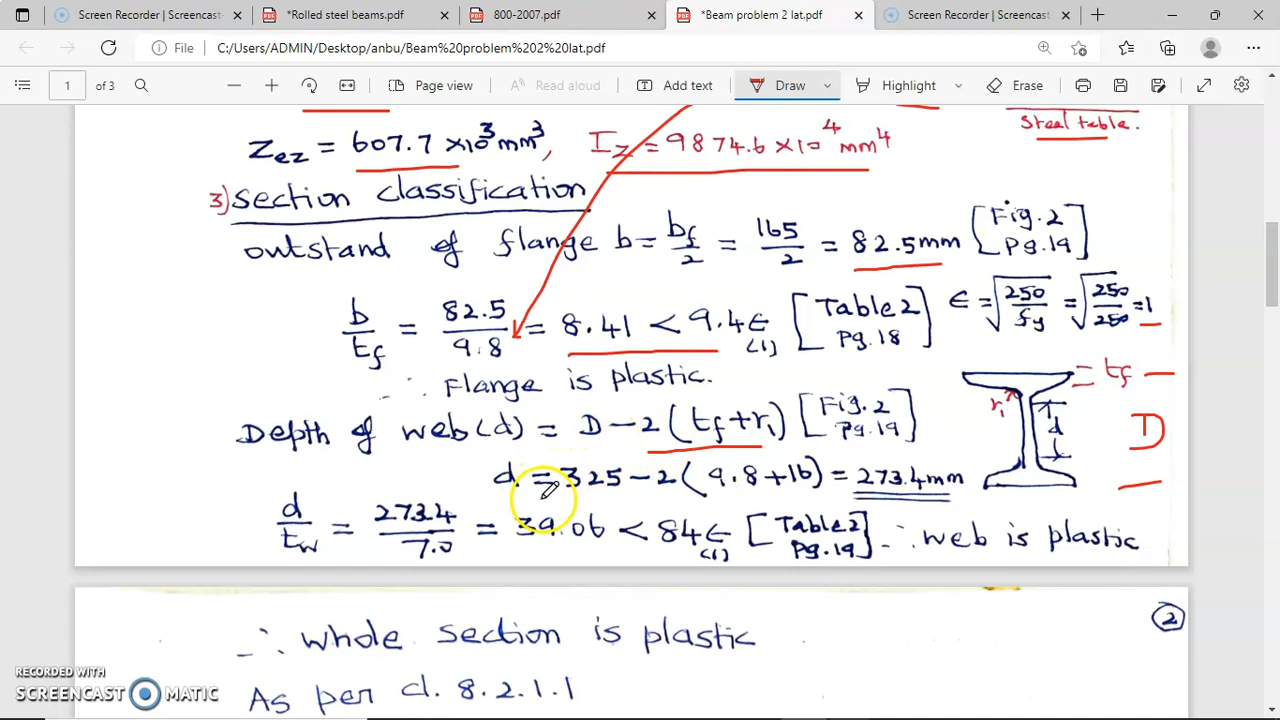 Screen Recorder | Screencast- × *Rolled steel beams.pdf × 800-2007.pdf × *Beam problem 2 lat.pdf × Screen Recorder | Screencast- ×
File C:/Users/ADMIN/Desktop/anbu/Beam%20problem%202%20lat.pdf
1 of 3 Page view Read aloud Add text Draw Highlight Erase
Steel table.
Zez = 607.7 ×10³ mm³, Iz = 9874.6 ×10⁴ mm⁴
3) Section classification
outstand of flange b = bf/2 = 165/2 = 82.5mm [Fig.2 Pg.19]
b/tf = 82.5/9.8 = 8.41 < 9.4ϵ (1) [Table 2 Pg.18] ϵ = √250/fy = √250/250 = 1
∴ Flange is plastic.
= tf
r1
d
D
Depth of web(d) = D − 2 (tf + r1) [Fig.2 Pg.19]
d = 325 − 2 (9.8 + 16) = 273.4mm
d/tw = 273.4/7.0 = 39.06 < 84ϵ (1) [Table 2 Pg.19] ∴ web is plastic
2
∴ whole section is plastic
As per cl. 8.2.1.1
RECORDED WITH
SCREENCAST MATIC